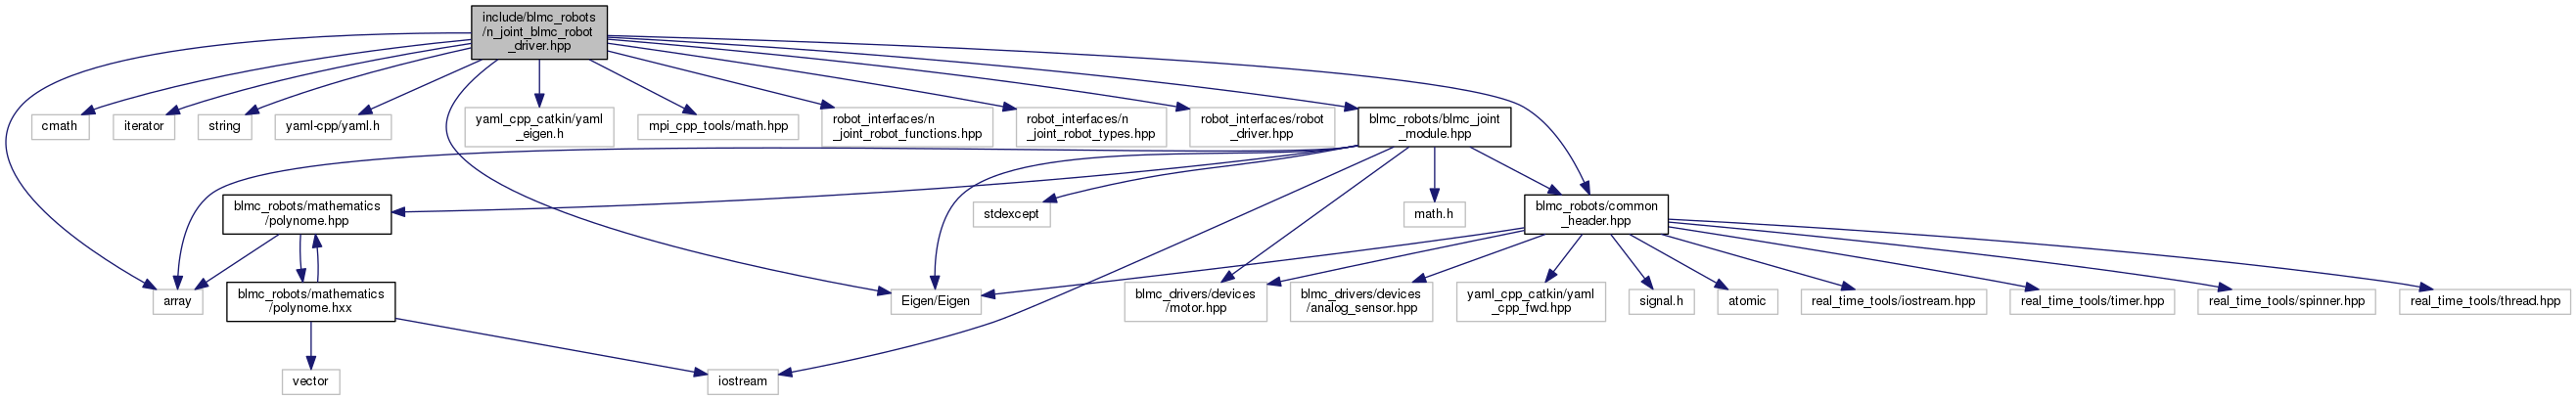 include/blmc_robots
/n_joint_blmc_robot
_driver.hpp
cmath
iterator
string
yaml-cpp/yaml.h
yaml_cpp_catkin/yaml
_eigen.h
mpi_cpp_tools/math.hpp
robot_interfaces/n
_joint_robot_functions.hpp
robot_interfaces/n
_joint_robot_types.hpp
robot_interfaces/robot
_driver.hpp
blmc_robots/blmc_joint
_module.hpp
blmc_robots/mathematics
/polynome.hpp
stdexcept
math.h
blmc_robots/common
_header.hpp
array
blmc_robots/mathematics
/polynome.hxx
Eigen/Eigen
blmc_drivers/devices
/motor.hpp
blmc_drivers/devices
/analog_sensor.hpp
yaml_cpp_catkin/yaml
_cpp_fwd.hpp
signal.h
atomic
real_time_tools/iostream.hpp
real_time_tools/timer.hpp
real_time_tools/spinner.hpp
real_time_tools/thread.hpp
vector
iostream